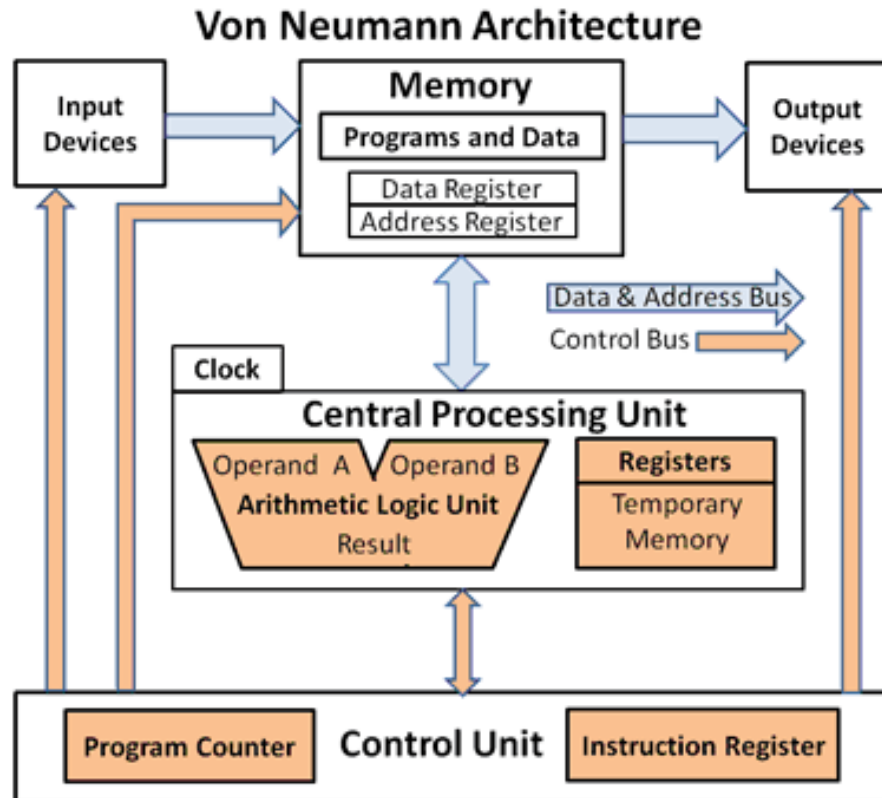 Von Neumann Architecture
Input
Devices
Memory
Programs and Data
Data Register
Address Register
Output
Devices
Data & Address Bus
Control Bus
Clock
Central Processing Unit
Operand A
Operand B
Arithmetic Logic Unit
Result
Registers
Temporary
Memory
Program Counter
Control Unit
Instruction Register